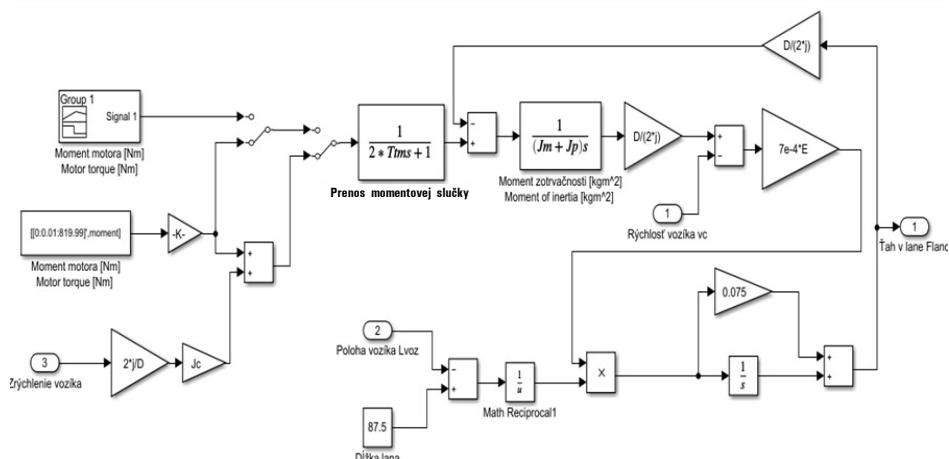 D/(2*j)
Group 1
Signal 1
Moment motora [Nm]
Motor torque [Nm]
1
2 * Ttms + 1
Prenos momentovej slučky
−
+
1
(Jm + Jp)s
Moment zotrvačnosti [kgm^2]
Moment of inertia [kgm^2]
D/(2*j)
+
−
7e-4*E
1
Rýchlosť vozíka vc
1
Ťah v lane Flano
[[0:0.01:819.99]',moment]
Moment motora [Nm]
Motor torque [Nm]
-K-
+
+
3
Zrýchlenie vozíka
2*j/D
Jc
2
Poloha vozíka Lvoz
−
+
87.5
Dĺžka lana
1
u
Math Reciprocal1
X
0.075
1
s
+
+